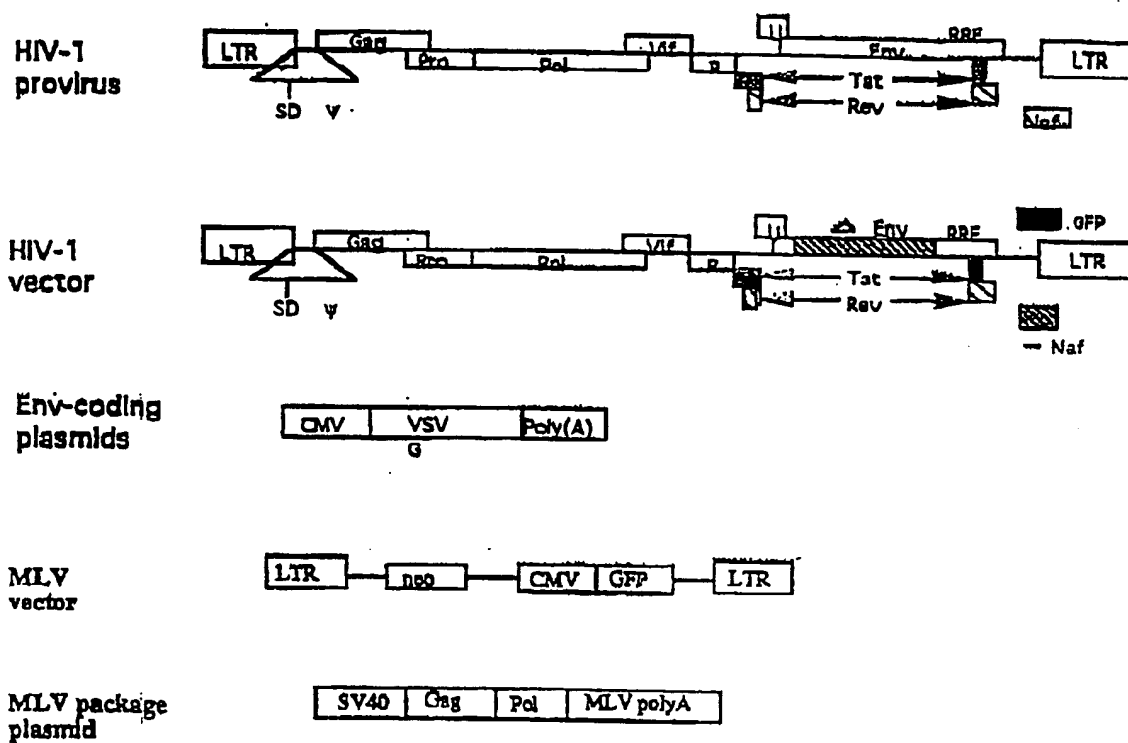 HIV-1
provirus
LTR
Gag
Pro
Pol
Vif
R
U
Env
RRE
Tat
Rev
LTR
SD
ψ
Naf
HIV-1
vector
LTR
Gag
Pro
Pol
Vif
R
U
Δ Env
RRE
Tat
Rev
GFP
LTR
SD
ψ
— Naf
Env-coding
plasmids
CMV
VSV
G
Poly(A)
MLV
vector
LTR
neo
CMV
GFP
LTR
MLV package
plasmid
SV40
Gag
Pol
MLV polyA